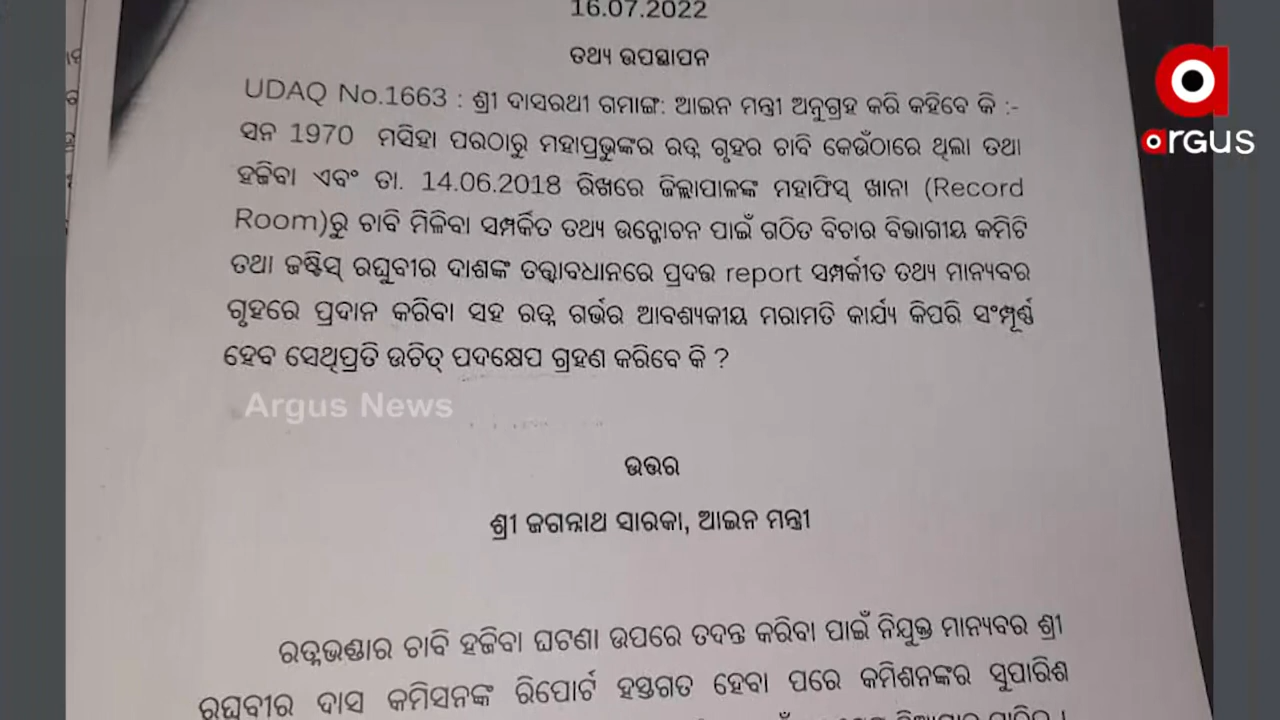 16.07.2022
ତଥ୍ୟ ଉପସ୍ଥାପନ
UDAQ No.1663 : ଶ୍ରୀ ଦାସରଥୀ ଗମାଙ୍ଗ: ଆଇନ ମନ୍ତ୍ରୀ ଅନୁଗ୍ରହ କରି କହିବେ କି :-
ସନ 1970 ମସିହା ପରଠାରୁ ମହାପ୍ରଭୁଙ୍କର ରତ୍ନ ଗୃହର ଚାବି କେଉଁଠାରେ ଥିଲା ତଥା
ହଜିବା ଏବଂ ତା. 14.06.2018 ରିଖରେ ଜିଲ୍ଲାପାଳଙ୍କ ମହାଫିସ୍ ଖାନା (Record
Room)ରୁ ଚାବି ମିଳିବା ସମ୍ପର୍କିତ ତଥ୍ୟ ଉନ୍ମୋଚନ ପାଇଁ ଗଠିତ ବିଚାର ବିଭାଗୀୟ କମିଟି
ତଥା ଜଷ୍ଟିସ୍ ରଘୁବୀର ଦାଶଙ୍କ ତତ୍ତ୍ୱାବଧାନରେ ପ୍ରଦତ୍ତ report ସମ୍ପର୍କୀତ ତଥ୍ୟ ମାନ୍ୟବର
ଗୃହରେ ପ୍ରଦାନ କରିବା ସହ ରତ୍ନ ଗର୍ଭର ଆବଶ୍ୟକୀୟ ମରାମତି କାର୍ଯ୍ୟ କିପରି ସଂମ୍ପୂର୍ଣ୍ଣ
ହେବ ସେଥିପ୍ରତି ଉଚିତ୍ ପଦକ୍ଷେପ ଗ୍ରହଣ କରିବେ କି ?
Argus News
ଉତ୍ତର
ଶ୍ରୀ ଜଗନ୍ନାଥ ସାରକା, ଆଇନ ମନ୍ତ୍ରୀ
ରତ୍ନଭଣ୍ଡାର ଚାବି ହଜିବା ଘଟଣା ଉପରେ ତଦନ୍ତ କରିବା ପାଇଁ ନିଯୁକ୍ତ ମାନ୍ୟବର ଶ୍ରୀ
ରଘୁବୀର ଦାସ କମିସନଙ୍କ ରିପୋର୍ଟ ହସ୍ତଗତ ହେବା ପରେ କମିଶନଙ୍କର ସୁପାରିଶ
argus